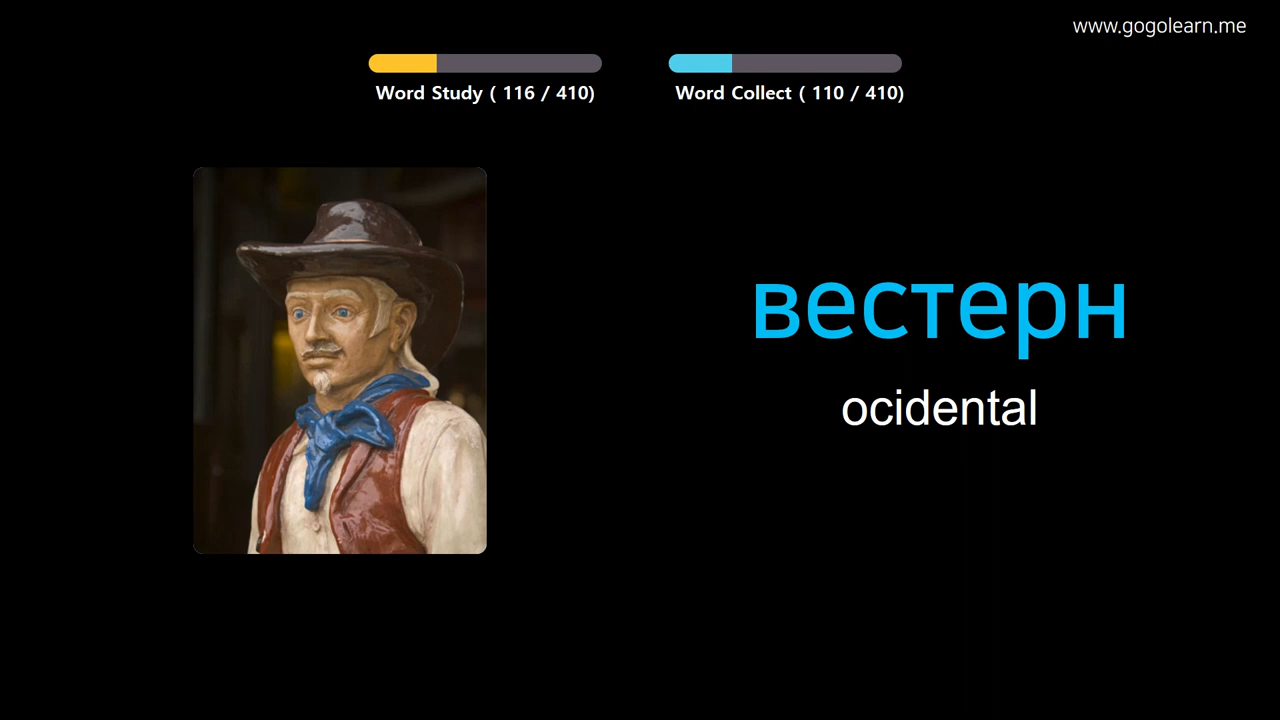 www.gogolearn.me
Word Study ( 116 / 410)
Word Collect ( 110 / 410)
вестерн
ocidental